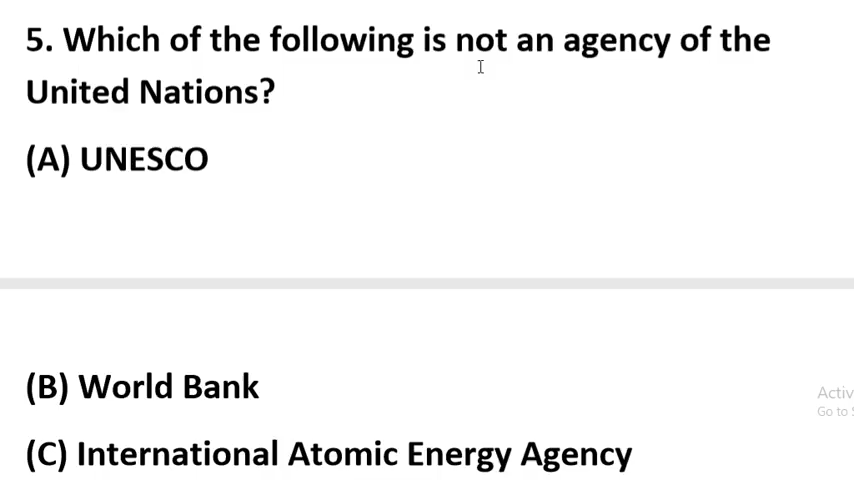 5. Which of the following is not an agency of the
United Nations?
(A) UNESCO
(B) World Bank
Activ
Go to S
(C) International Atomic Energy Agency